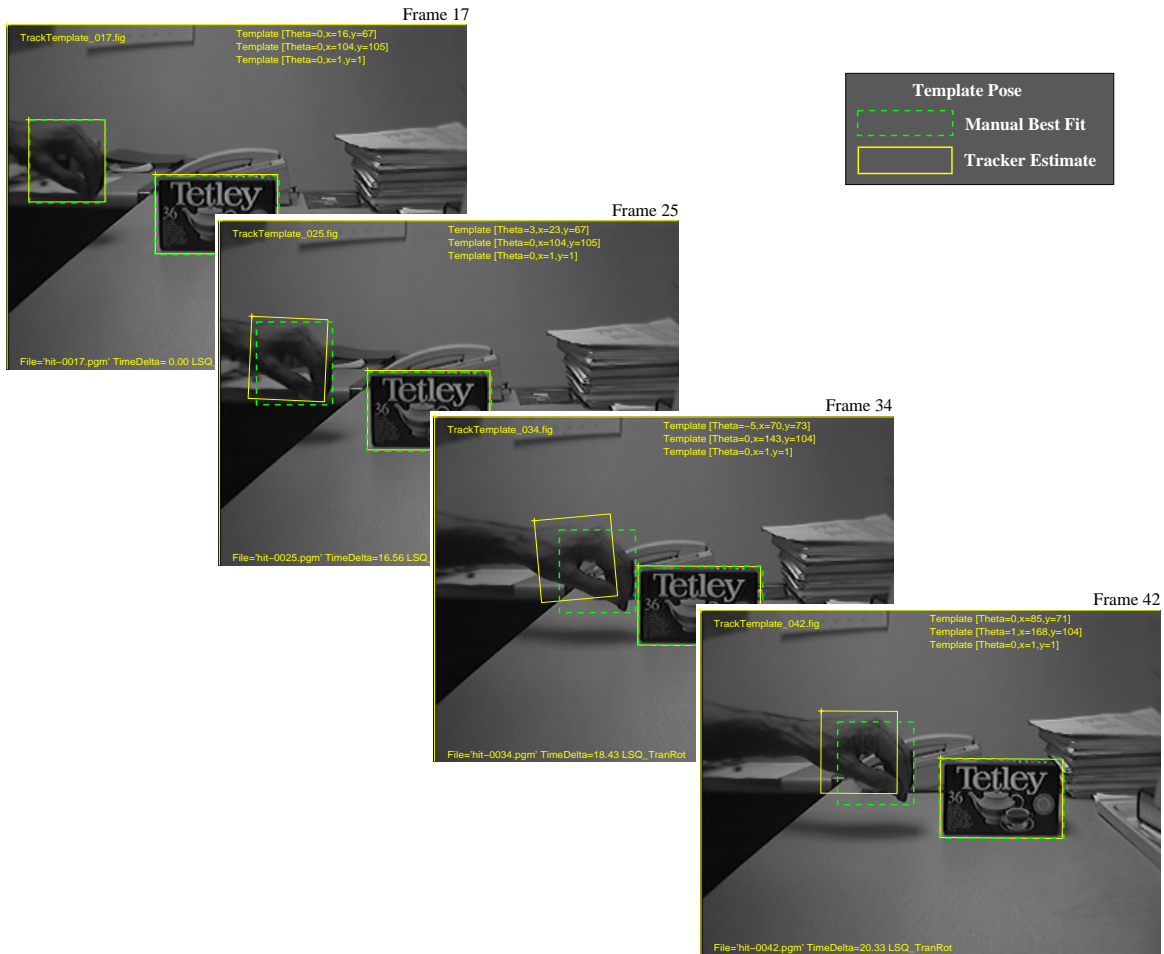 Frame 17
TrackTemplate_017.fig
Template [Theta=0,x=16,y=67]
Template [Theta=0,x=104,y=105]
Template [Theta=0,x=1,y=1]
Template Pose
Manual Best Fit
Tracker Estimate
Tetley
36
File='hit−0017.pgm' TimeDelta= 0.00 LSQ_
Frame 25
TrackTemplate_025.fig
Template [Theta=3,x=23,y=67]
Template [Theta=0,x=104,y=105]
Template [Theta=0,x=1,y=1]
Tetley
36
File='hit−0025.pgm' TimeDelta=16.56 LSQ_
Frame 34
TrackTemplate_034.fig
Template [Theta=−5,x=70,y=73]
Template [Theta=0,x=143,y=104]
Template [Theta=0,x=1,y=1]
Tetley
36
File='hit−0034.pgm' TimeDelta=18.43 LSQ_TranRot
Frame 42
TrackTemplate_042.fig
Template [Theta=0,x=85,y=71]
Template [Theta=1,x=168,y=104]
Template [Theta=0,x=1,y=1]
Tetley
36
File='hit−0042.pgm' TimeDelta=20.33 LSQ_TranRot